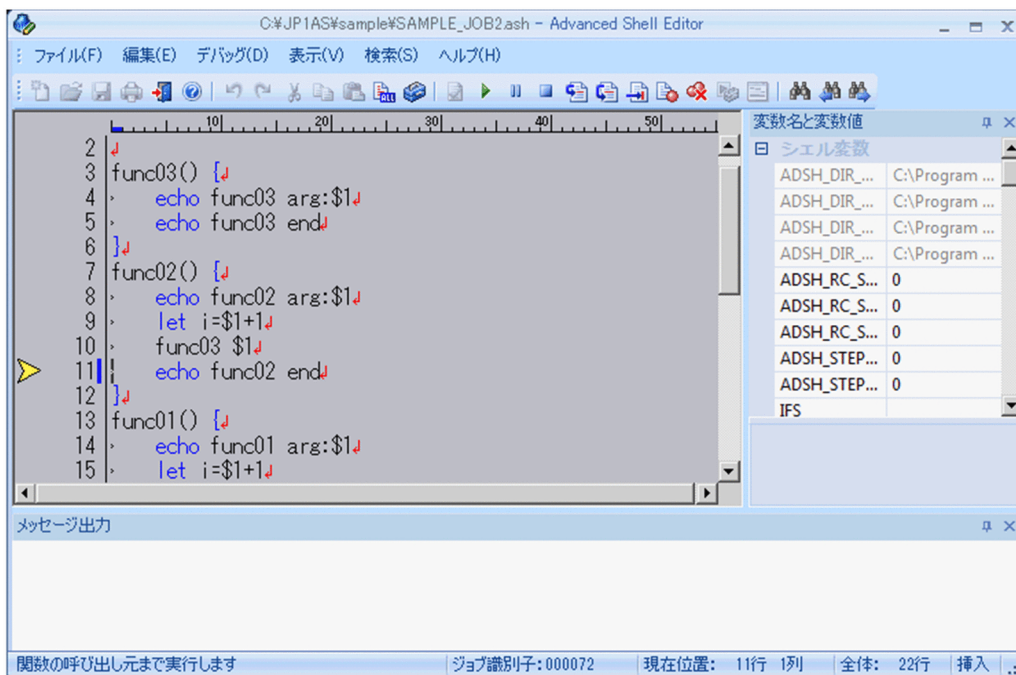 C:¥JP1AS¥sample¥SAMPLE_JOB2.ash - Advanced Shell Editor
ファイル(F) 編集(E) デバッグ(D) 表示(V) 検索(S) ヘルプ(H)
10 20 30 40 50
2
3 func03() {
4 echo func03 arg:$1
5 echo func03 end
6 }
7 func02() {
8 echo func02 arg:$1
9 let i=$1+1
10 func03 $1
11 echo func02 end
12 }
13 func01() {
14 echo func01 arg:$1
15 let i=$1+1
変数名と変数値
シェル変数
ADSH_DIR_... C:\Program ...
ADSH_DIR_... C:\Program ...
ADSH_DIR_... C:\Program ...
ADSH_DIR_... C:\Program ...
ADSH_RC_S... 0
ADSH_RC_S... 0
ADSH_RC_S... 0
ADSH_STEP... 0
ADSH_STEP... 0
IFS
メッセージ出力
関数の呼び出し元まで実行します ジョブ識別子:000072 現在位置: 11行 1列 全体: 22行 挿入